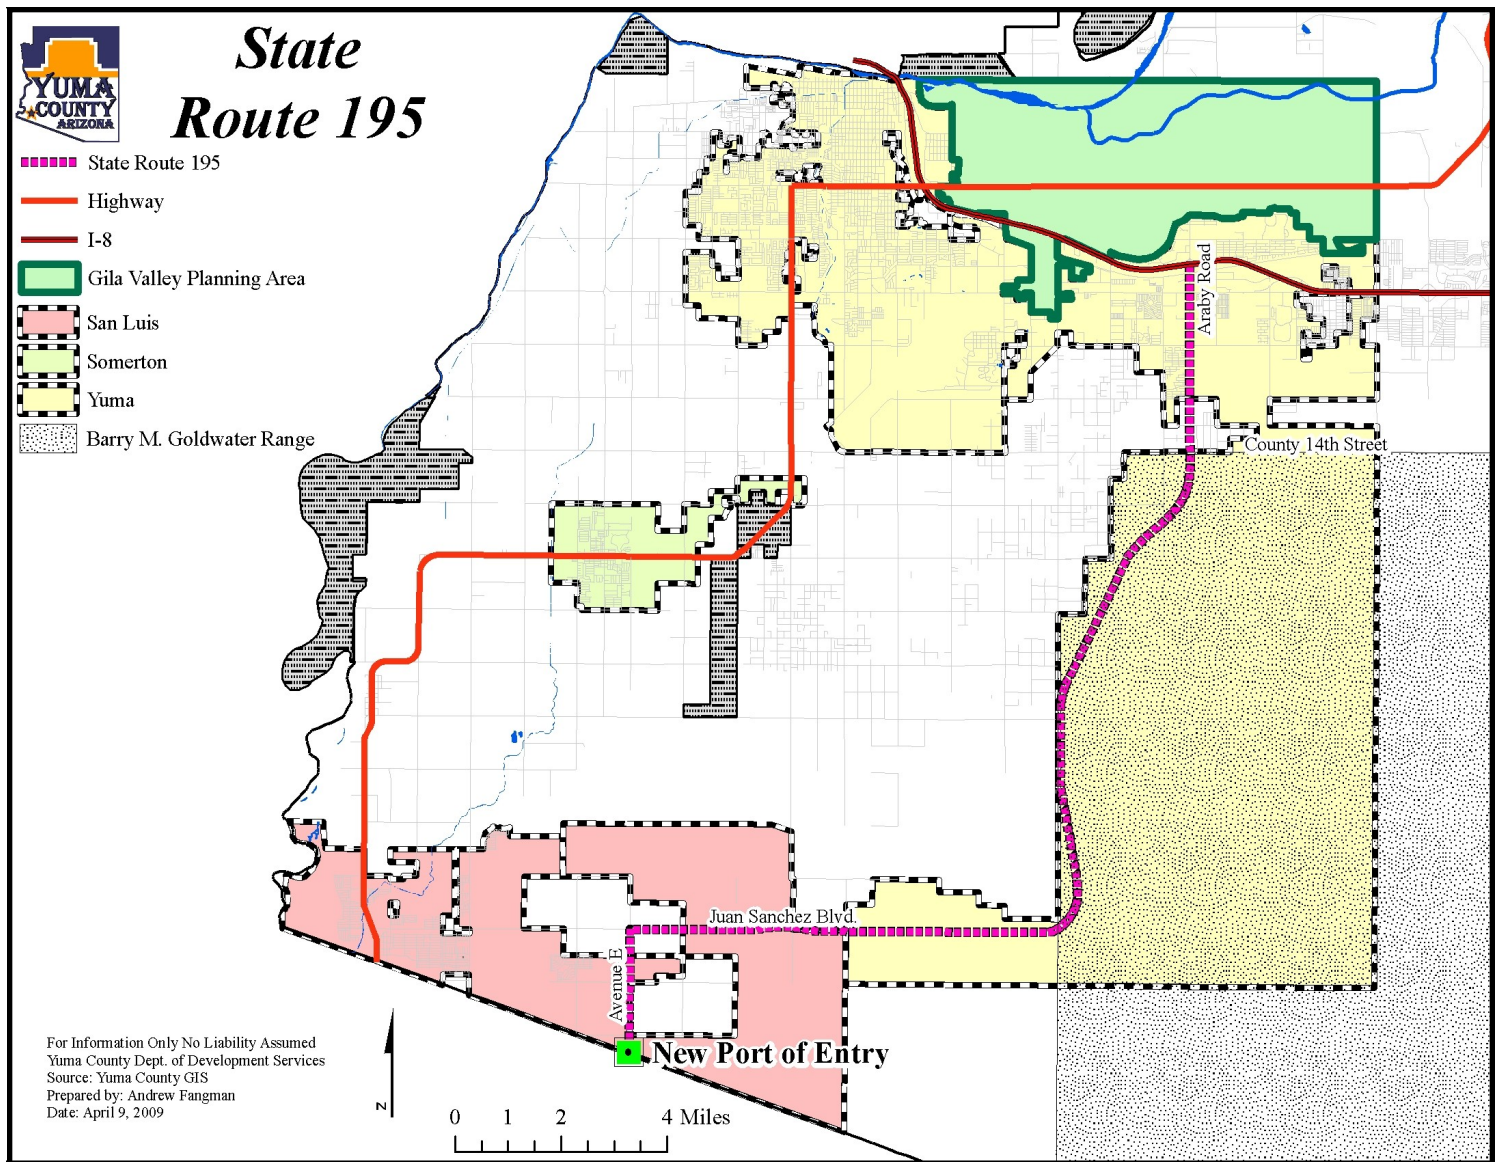 State
Route 195
YUMA
COUNTY
ARIZONA
State Route 195
Highway
I-8
Gila Valley Planning Area
San Luis
Somerton
Yuma
Barry M. Goldwater Range
Araby Road
County 14th Street
Juan Sanchez Blvd.
Avenue E
New Port of Entry
For Information Only No Liability Assumed
Yuma County Dept. of Development Services
Source: Yuma County GIS
Prepared by: Andrew Fangman
Date: April 9, 2009
N
0 1 2 4 Miles